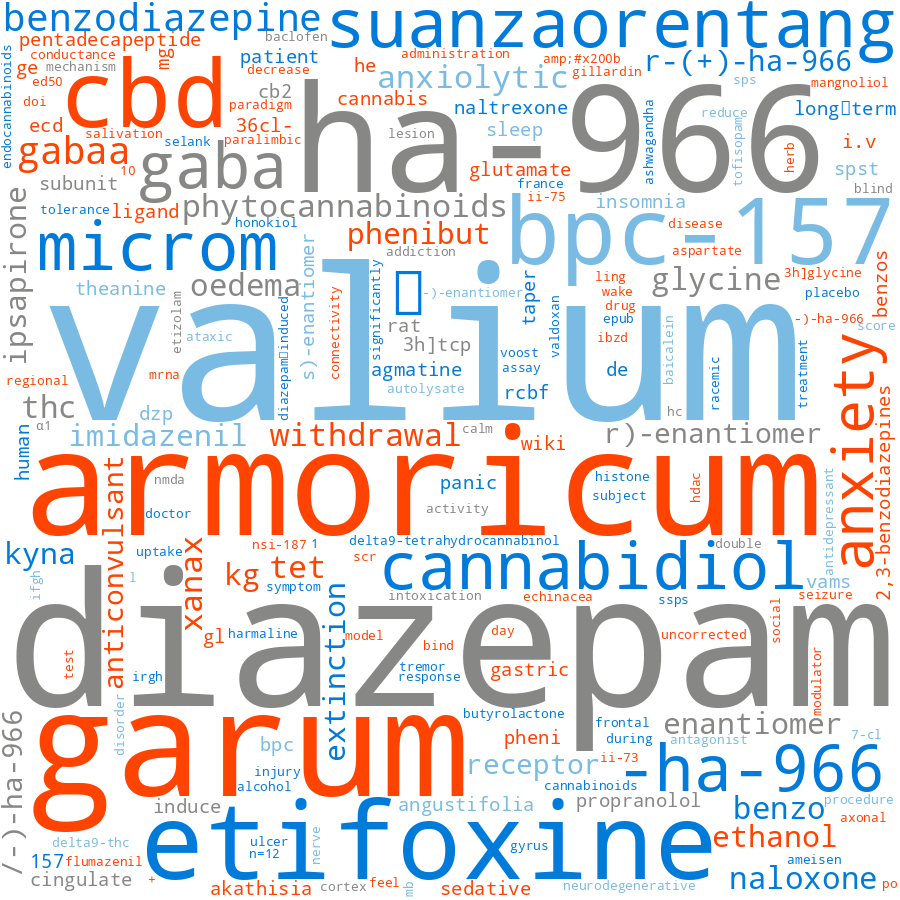 benzodiazepine
suanzaorentang
pentadecapeptide
baclofen
conductance
mechanism
ge
mg
patient
decrease
administration
amp;#x200b
gillardin
r-(+)-ha-966
endocannabinoids
ed50
doi
cbd
cb2
paradigm
he
anxiolytic
sps
mangnoliol
cannabis
naltrexone
reduce
long▯term
ecd
salivation
36cl-
ha-966
selank
paralimbic
lesion
sleep
ashwagandha
tofisopam
herb
i.v
gabaa
gaba
10
subunit
glutamate
france
ii-75
spst
blind
ipsapirone
tolerance
ligand
phytocannabinoids
honokiol
bpc-157
insomnia
disease
microm
phenibut
addiction
aspartate
theanine
oedema
s)-enantiomer
▯
-)-enantiomer
taper
ling
wake
drug
glycine
3h]glycine
placebo
benzos
etizolam
ataxic
diazepam▯induced
connectivity
significantly
rat
3h]tcp
voost
assay
valdoxan
epub
ibzd
-)-ha-966
score
valium
regional
mrna
agmatine
autolysate
rcbf
de
baicalein
racemic
treatment
anxiety
thc
α1
dzp
imidazenil
withdrawal
calm
wiki
hc
r)-enantiomer
human
armoricum
anticonvulsant
nmda
doctor
panic
activity
histone
subject
hdac
antidepressant
2,3-benzodiazepines
kyna
uptake
xanax
nsi-187
1
delta9-tetrahydrocannabinol
scr
double
ifgh
l
kg
tet
symptom
cannabidiol
vams
diazepam
intoxication
echinacea
ssps
seizure
test
gl
harmaline
extinction
model
bind
day
uncorrected
social
irgh
tremor
response
gastric
modulator
/-)-ha-966
disorder
garum
butyrolactone
frontal
enantiomer
bpc
pheni
during
antagonist
7-cl
injury
alcohol
receptor
ii-73
-ha-966
cannabinoids
induce
etifoxine
angustifolia
propranolol
benzo
procedure
axonal
delta9-thc
ulcer
n=12
nerve
gyrus
ethanol
157
flumazenil
ameisen
cingulate
+
akathisia
cortex
feel
mb
sedative
neurodegenerative
naloxone
po